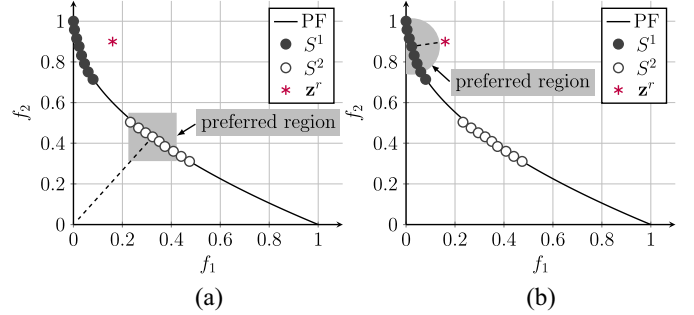 PF
S¹
S²
zʳ
preferred region
f₂
1
0.8
0.6
0.4
0.2
0
0 0.2 0.4 0.6 0.8 1
f₁
(a)
PF
S¹
S²
zʳ
preferred region
f₂
1
0.8
0.6
0.4
0.2
0
0 0.2 0.4 0.6 0.8 1
f₁
(b)